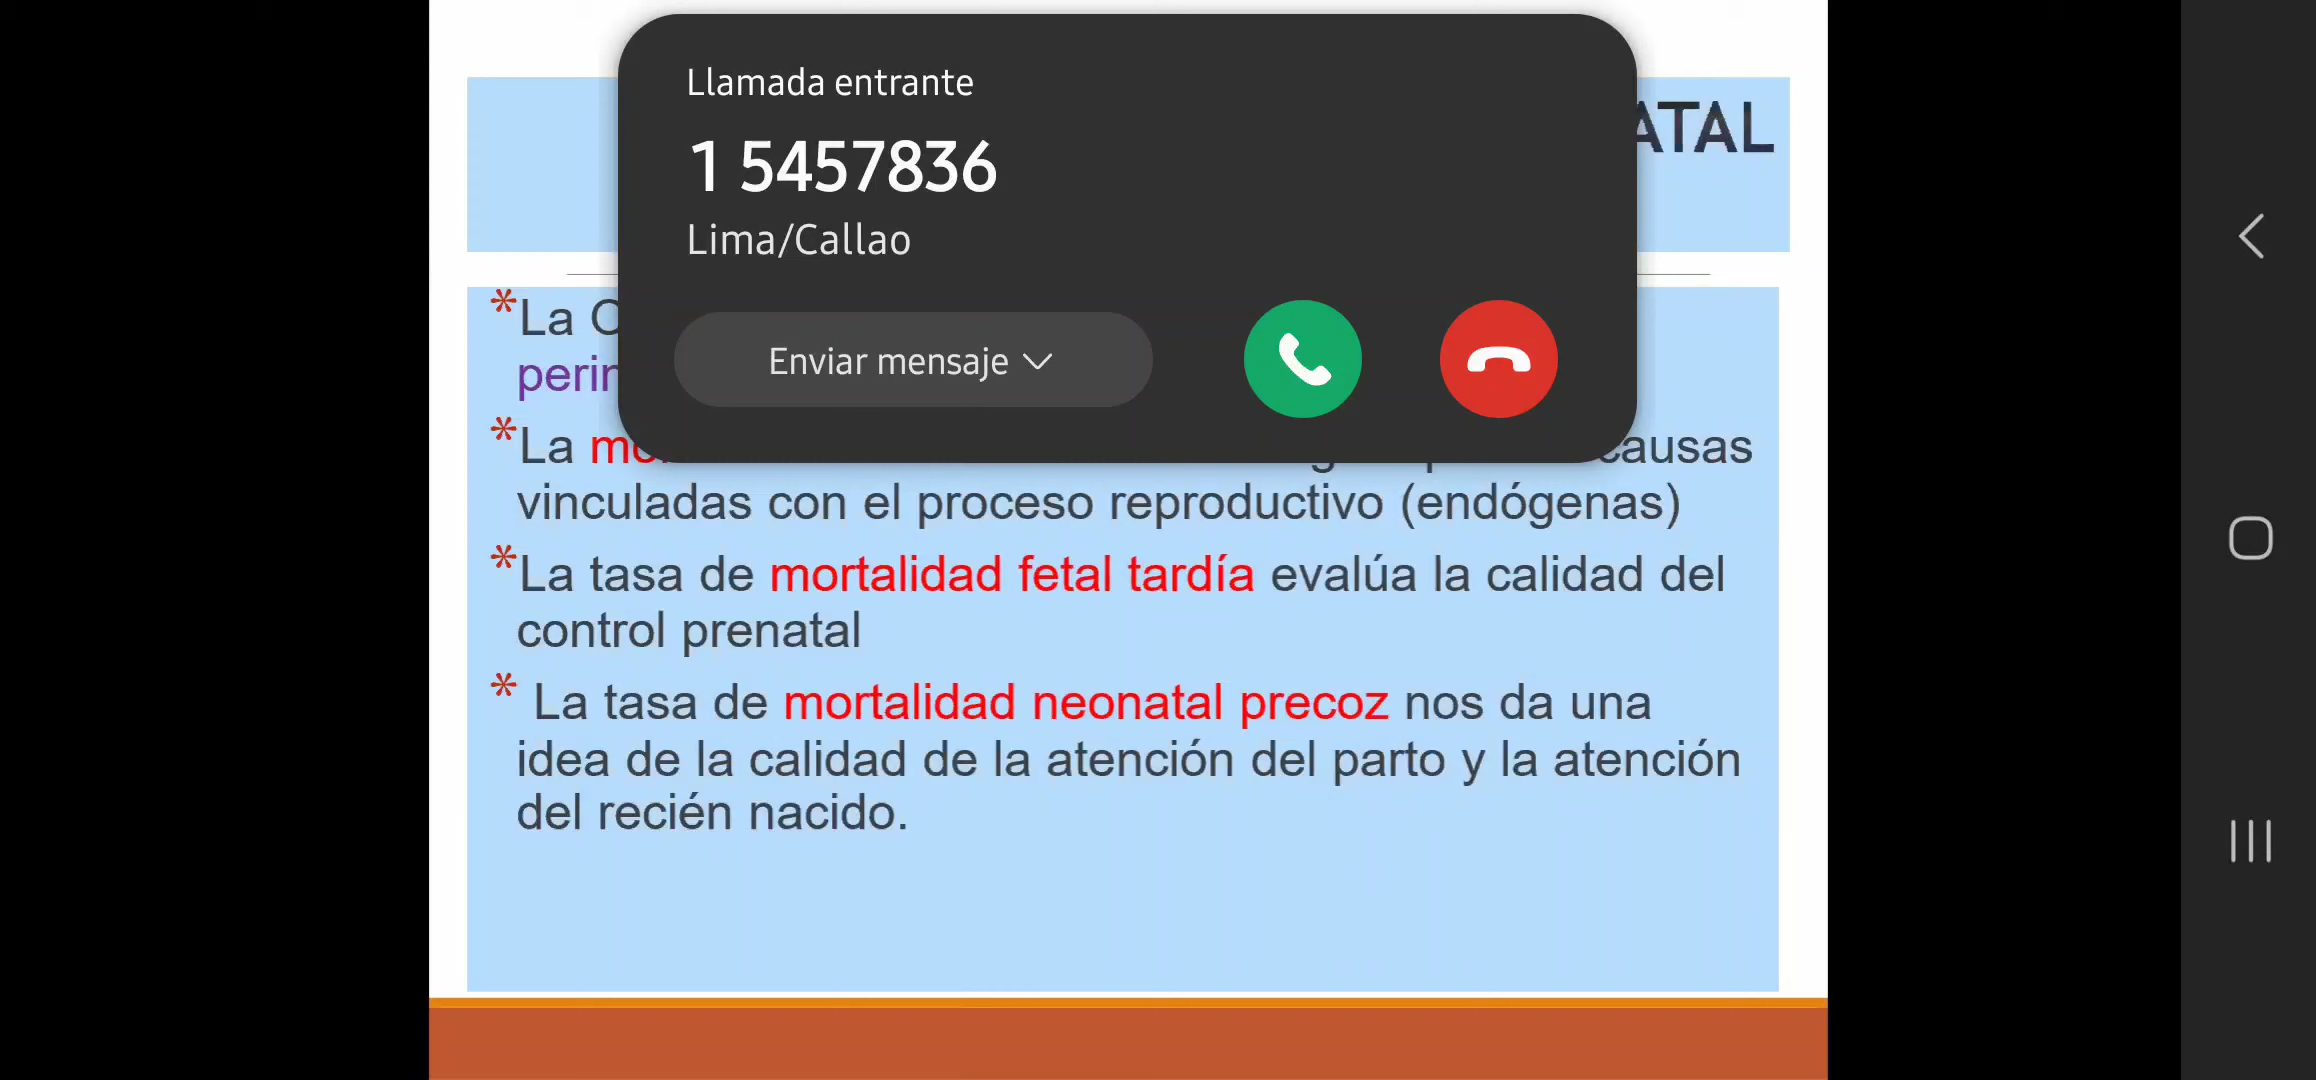 Llamada entrante
1 5457836
Lima/Callao
Enviar mensaje
*La
*La causas
vinculadas con el proceso reproductivo (endógenas)
*La tasa de mortalidad fetal tardía evalúa la calidad del
control prenatal
* La tasa de mortalidad neonatal precoz nos da una
idea de la calidad de la atención del parto y la atención
del recién nacido.